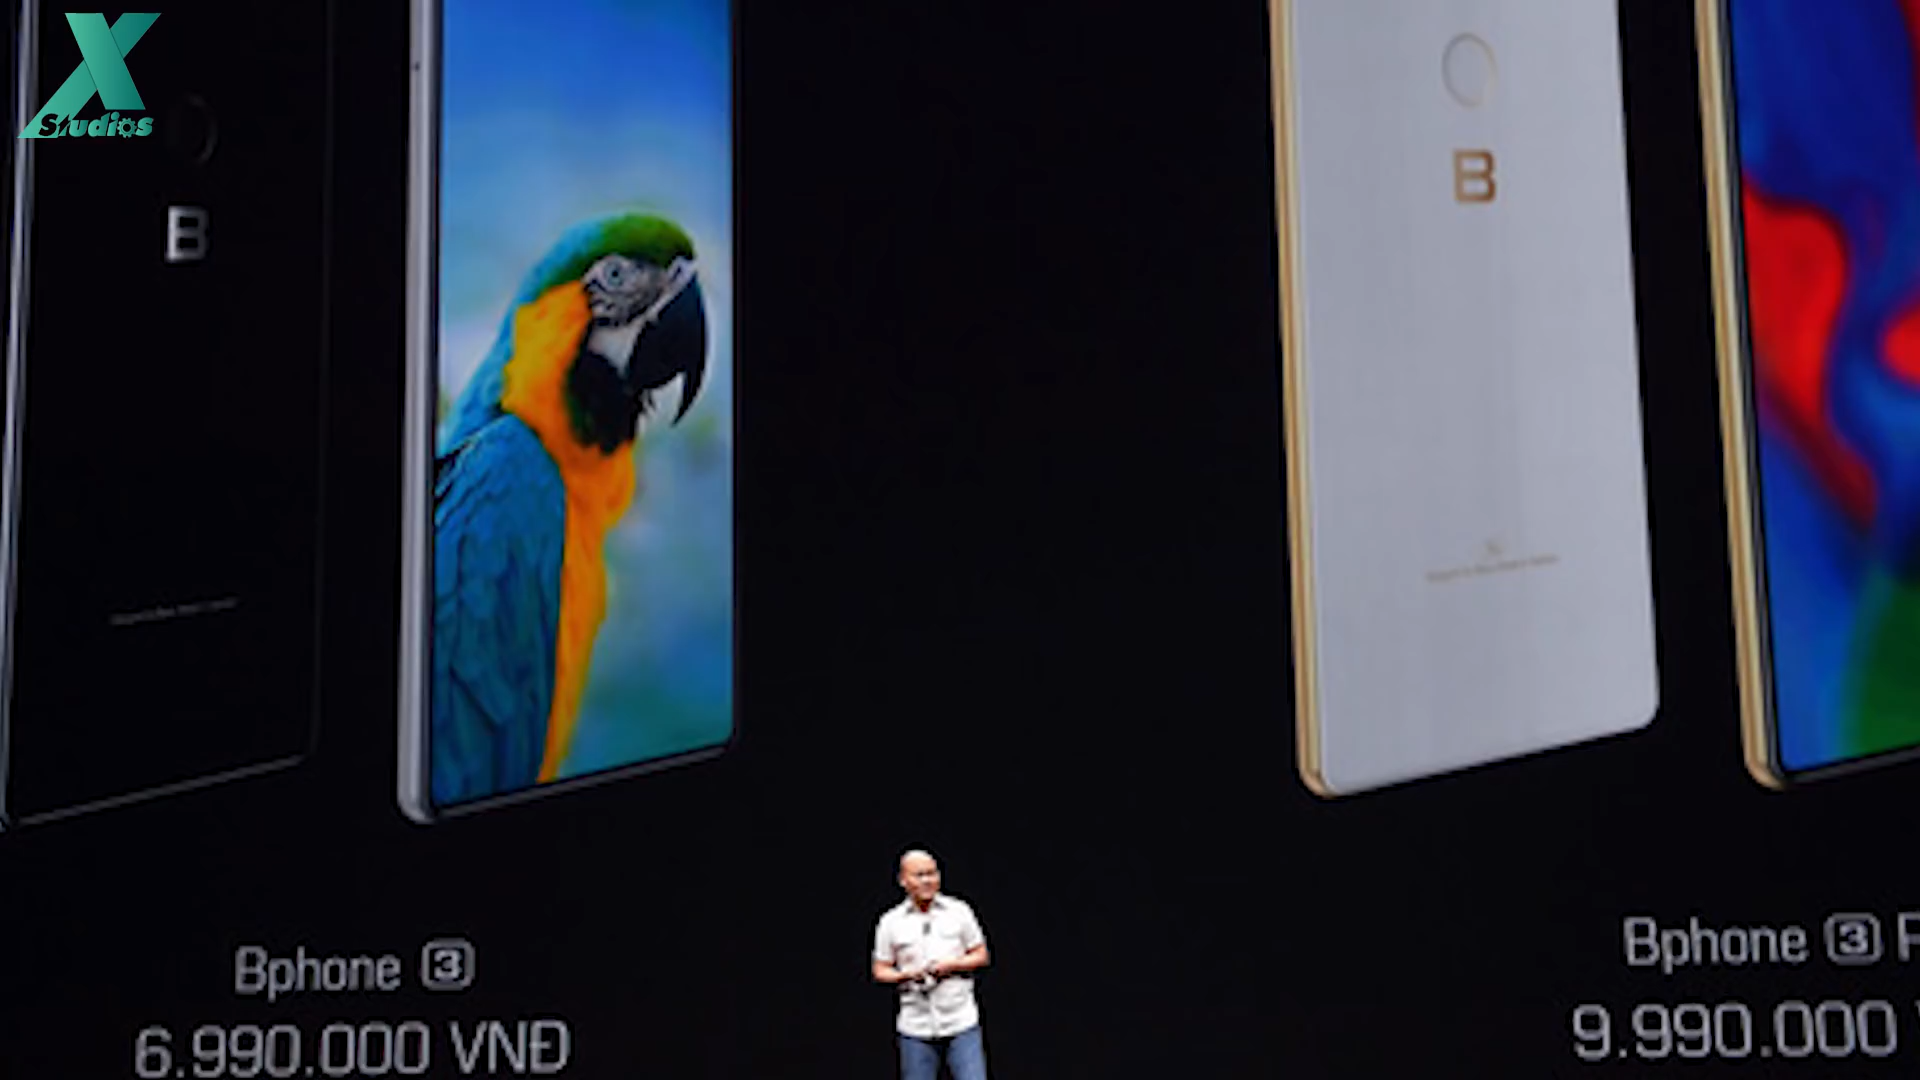 X
Studios
B
B
Bphone 3
6.990.000 VNĐ
Bphone 3 P
9.990.000 V